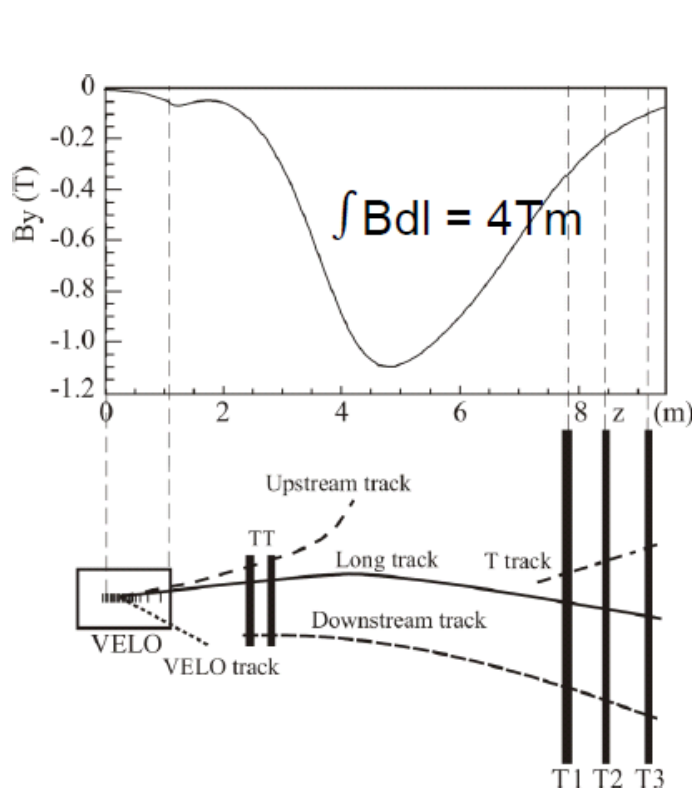 0
-0.2
-0.4
-0.6
-0.8
-1.0
-1.2
By (T)
∫Bdl = 4Tm
0 2 4 6 8 z (m)
Upstream track
TT
Long track
T track
Downstream track
VELO
VELO track
T1 T2 T3